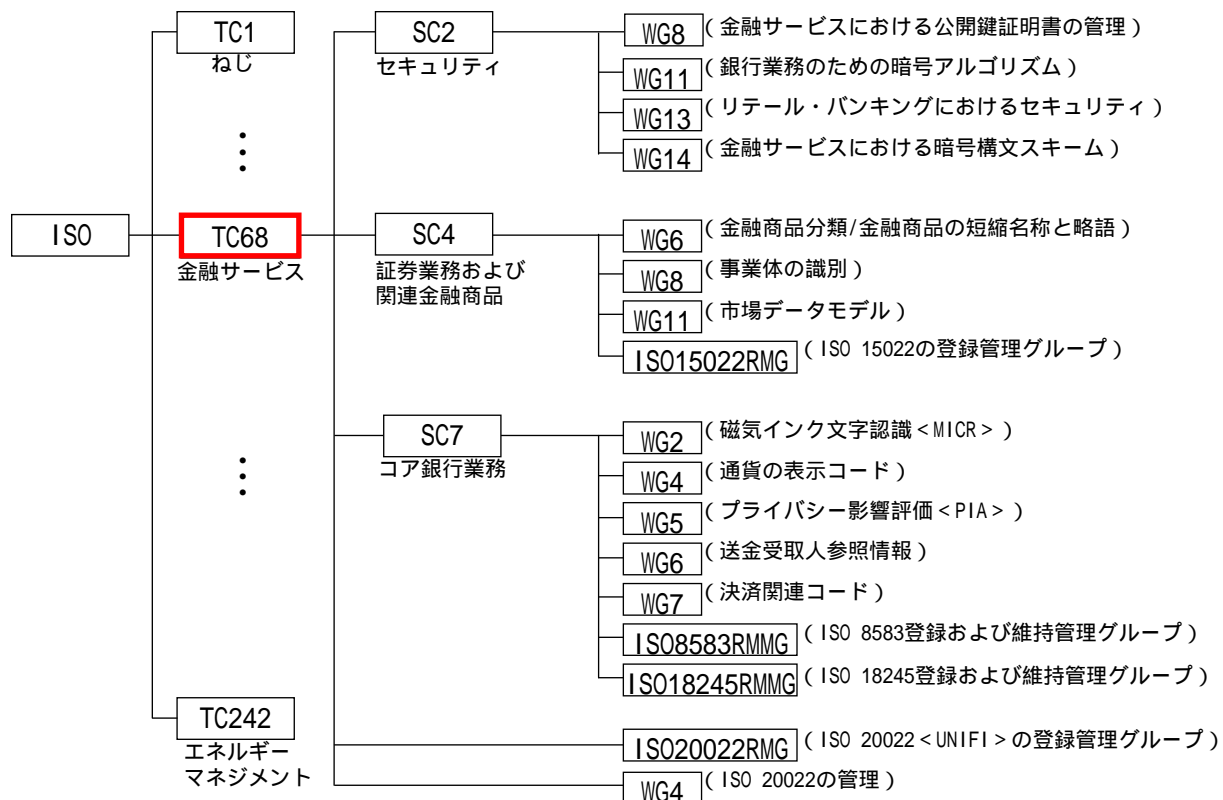 ISO
TC1
ねじ
TC68
金融サービス
TC242
エネルギー
マネジメント
SC2
セキュリティ
WG8(金融サービスにおける公開鍵証明書の管理)
WG11(銀行業務のための暗号アルゴリズム)
WG13(リテール・バンキングにおけるセキュリティ)
WG14(金融サービスにおける暗号構文スキーム)
SC4
証券業務および
関連金融商品
WG6(金融商品分類/金融商品の短縮名称と略語)
WG8(事業体の識別)
WG11(市場データモデル)
ISO15022RMG(ISO 15022の登録管理グループ)
SC7
コア銀行業務
WG2(磁気インク文字認識<MICR>)
WG4(通貨の表示コード)
WG5(プライバシー影響評価<PIA>)
WG6(送金受取人参照情報)
WG7(決済関連コード)
ISO8583RMMG(ISO 8583登録および維持管理グループ)
ISO18245RMMG(ISO 18245登録および維持管理グループ)
ISO20022RMG(ISO 20022<UNIFI>の登録管理グループ)
WG4(ISO 20022の管理)